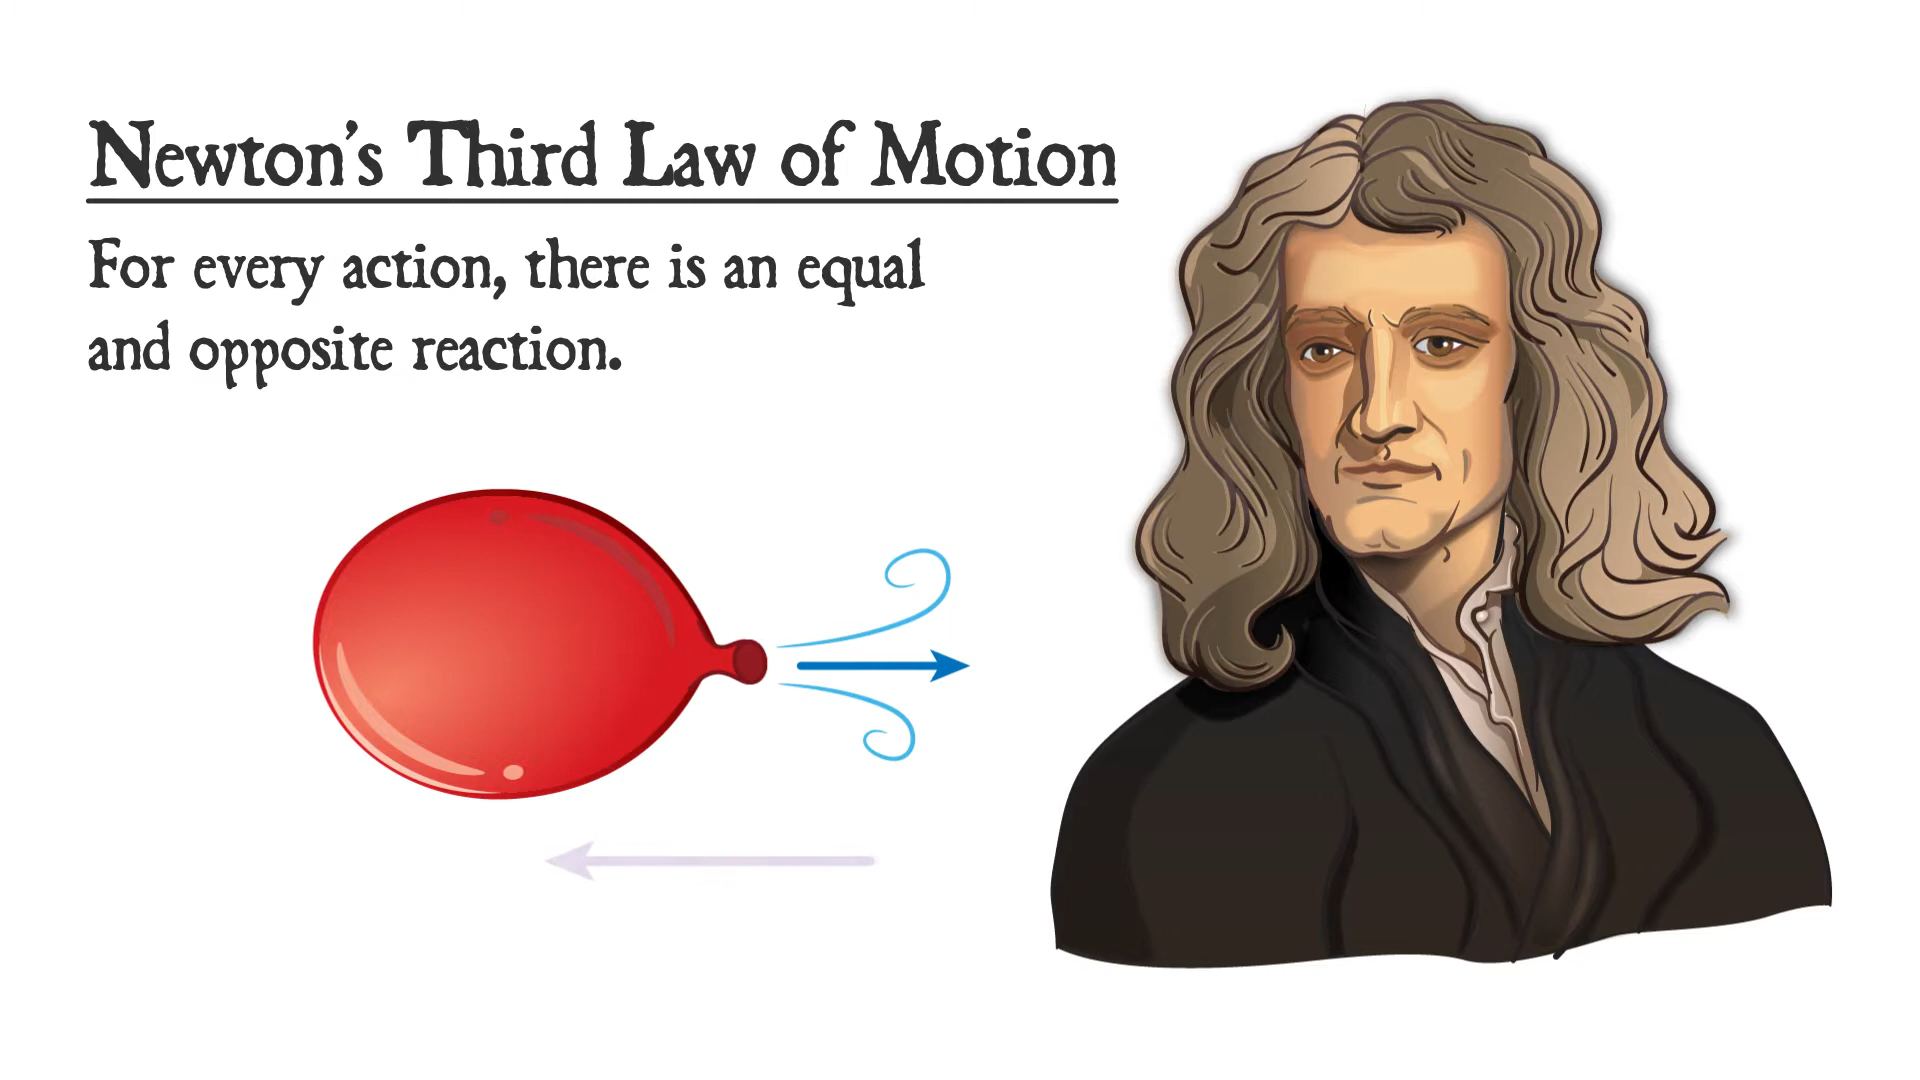 Newton's Third Law of Motion
For every action, there is an equal
and opposite reaction.